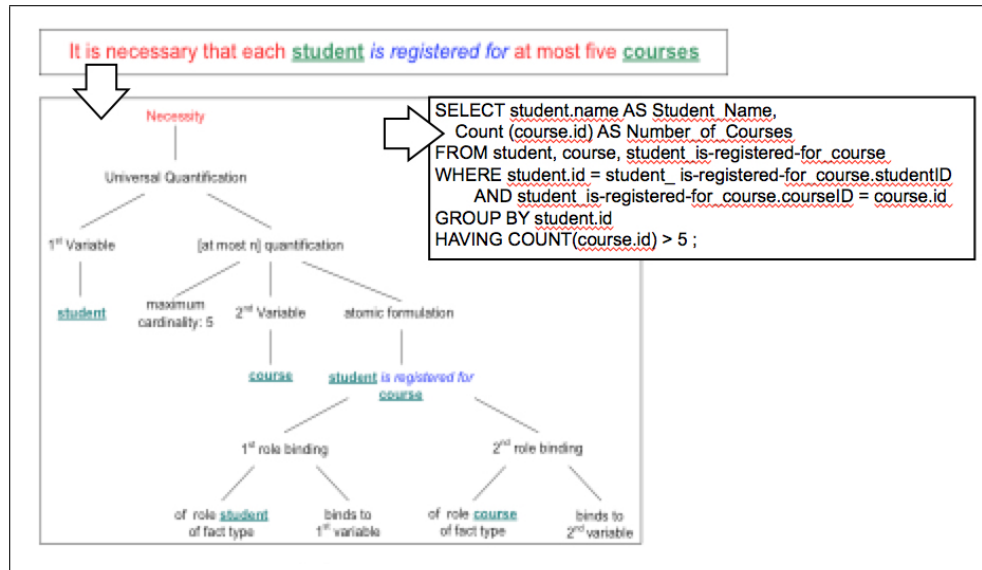 It is necessary that each student is registered for at most five courses
SELECT student.name AS Student_Name,
Count (course.id) AS Number_of_Courses
FROM student, course, student_is-registered-for_course
WHERE student.id = student_ is-registered-for_course.studentID
AND student_is-registered-for_course.courseID = course.id
GROUP BY student.id
HAVING COUNT(course.id) > 5 ;
Necessity
Universal Quantification
1st Variable
[at most n] quantification
student
maximum
cardinality: 5
2nd Variable
atomic formulation
course
student is registered for
course
1st role binding
2nd role binding
of role student
of fact type
binds to
1st variable
of role course
of fact type
binds to
2nd variable